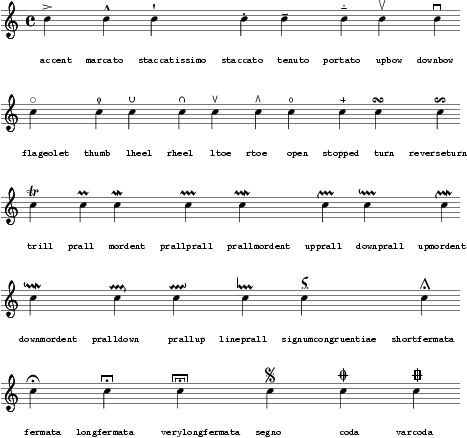 accent marcato staccatissimo staccato tenuto portato upbow downbow
flageolet thumb lheel rheel ltoe rtoe open stopped turn reverseturn
trill prall mordent prallprall prallmordent upprall downprall upmordent
downmordent pralldown prallup lineprall signumcongruentiae shortfermata
fermata longfermata verylongfermata segno coda varcoda